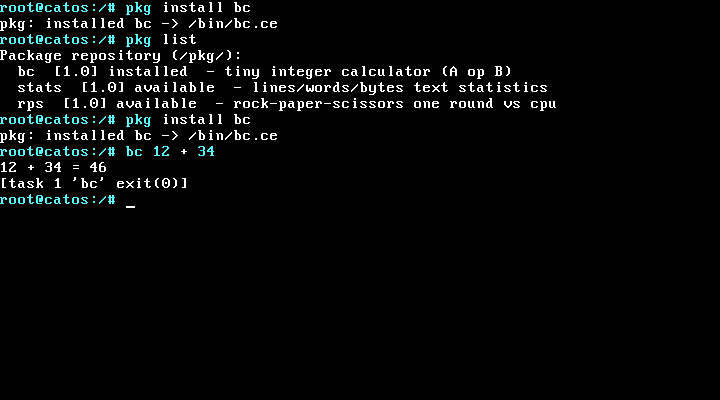 root@catos:/# pkg install bc
pkg: installed bc -> /bin/bc.ce
root@catos:/# pkg list
Package repository (/pkg/):
  bc  [1.0] installed  - tiny integer calculator (A op B)
  stats  [1.0] available  - lines/words/bytes text statistics
  rps  [1.0] available  - rock-paper-scissors one round vs cpu
root@catos:/# pkg install bc
pkg: installed bc -> /bin/bc.ce
root@catos:/# bc 12 + 34
12 + 34 = 46
[task 1 'bc' exit(0)]
root@catos:/# _